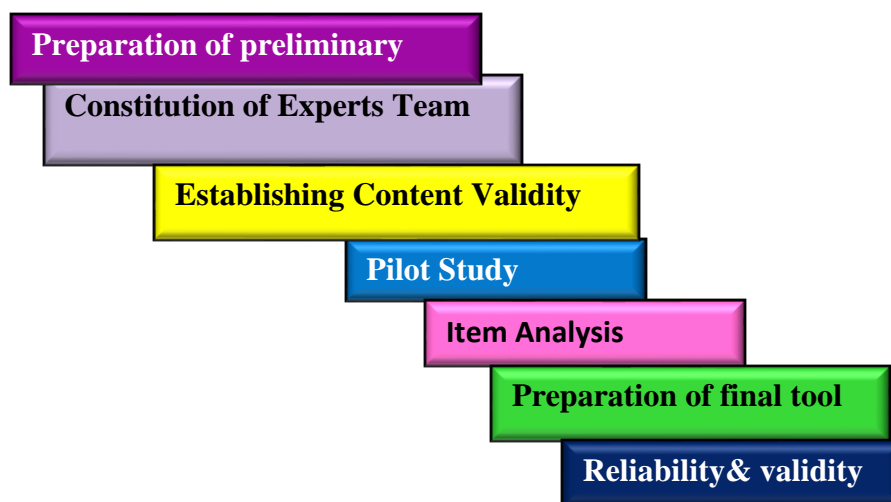 Preparation of preliminary
Constitution of Experts Team
Establishing Content Validity
Pilot Study
Item Analysis
Preparation of final tool
Reliability& validity